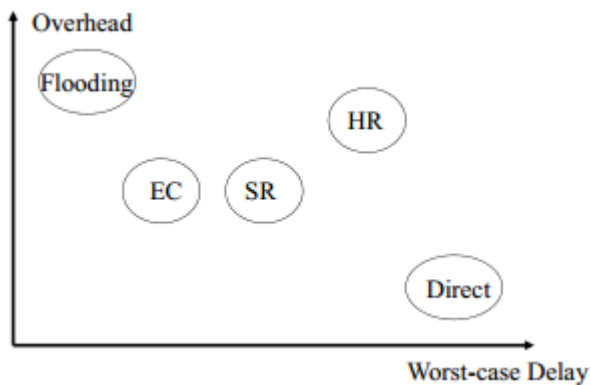 Overhead
Flooding
HR
EC
SR
Direct
Worst-case Delay